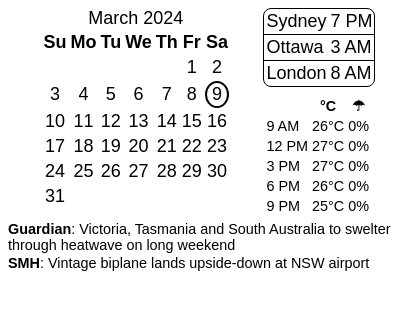 March 2024
Su Mo Tu We Th Fr Sa
1 2
3 4 5 6 7 8 9
10 11 12 13 14 15 16
17 18 19 20 21 22 23
24 25 26 27 28 29 30
31
Sydney 7 PM
Ottawa 3 AM
London 8 AM
°C ☂
9 AM 26°C 0%
12 PM 27°C 0%
3 PM 27°C 0%
6 PM 26°C 0%
9 PM 25°C 0%
Guardian: Victoria, Tasmania and South Australia to swelter
through heatwave on long weekend
SMH: Vintage biplane lands upside-down at NSW airport